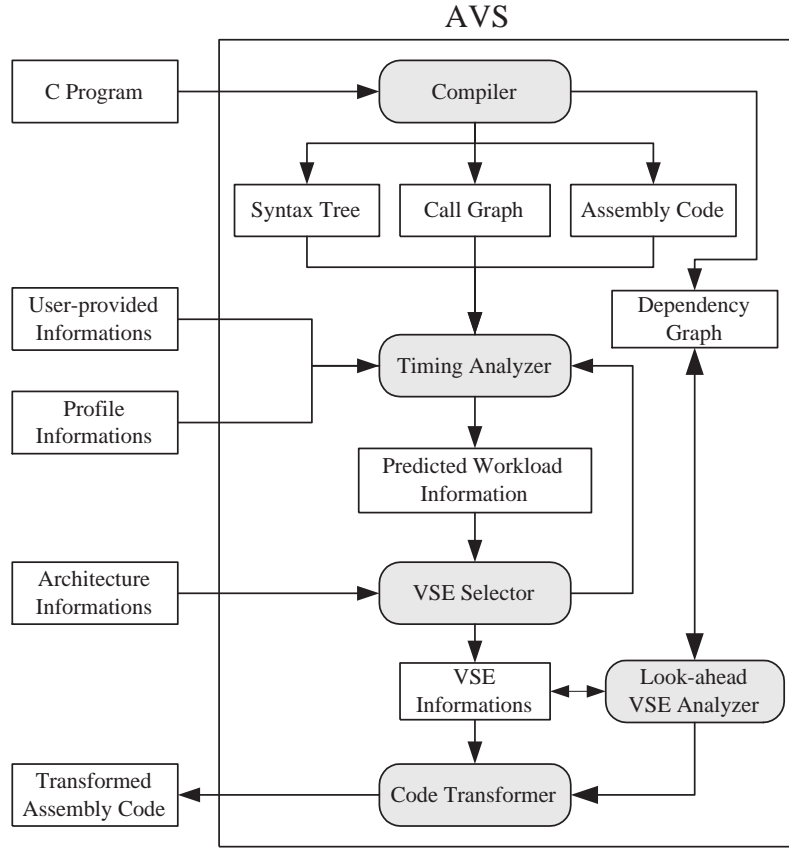 AVS
C Program
Compiler
Syntax Tree
Call Graph
Assembly Code
User-provided
Informations
Dependency
Graph
Timing Analyzer
Profile
Informations
Predicted Workload
Information
Architecture
Informations
VSE Selector
VSE
Informations
Look-ahead
VSE Analyzer
Transformed
Assembly Code
Code Transformer